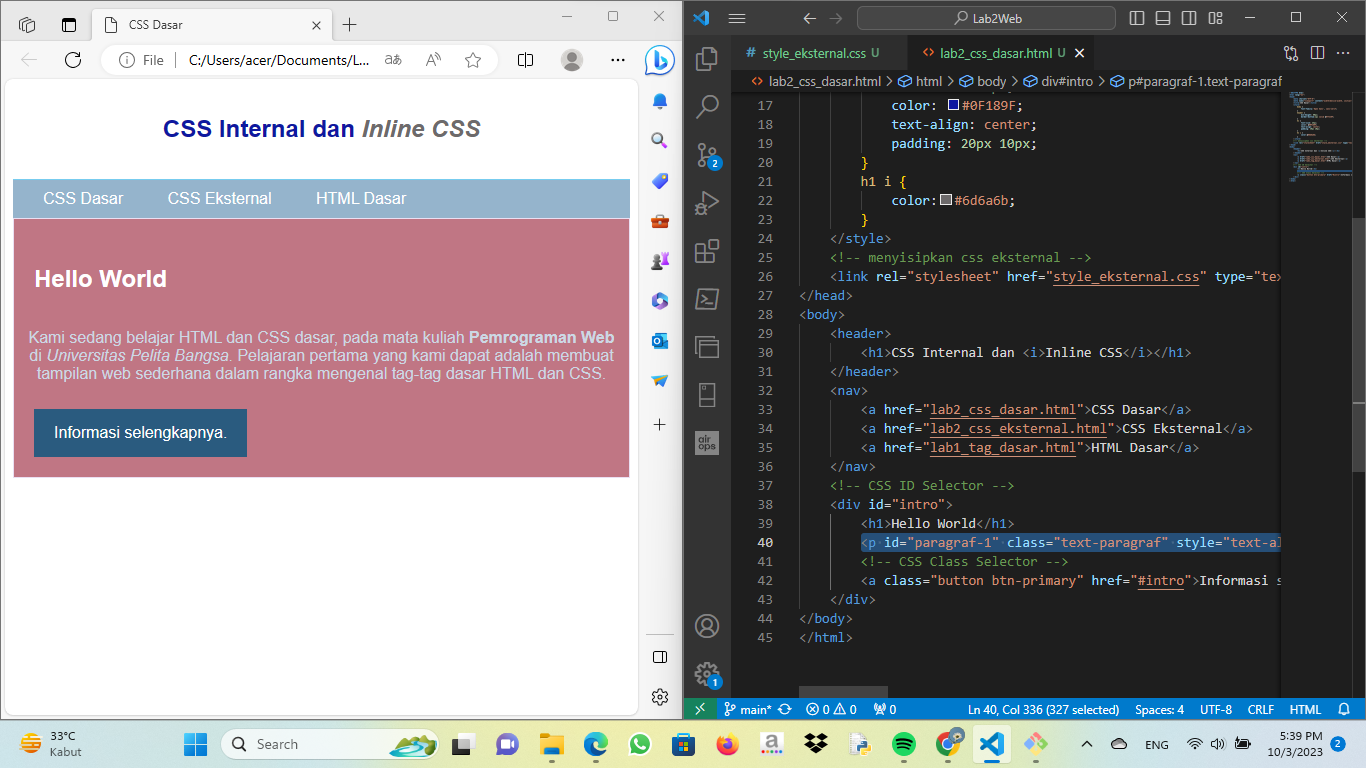 CSS Dasar
File
C:/Users/acer/Documents/L...
CSS Internal dan Inline CSS
CSS Dasar CSS Eksternal HTML Dasar
Hello World
Kami sedang belajar HTML dan CSS dasar, pada mata kuliah Pemrograman Web
di Universitas Pelita Bangsa. Pelajaran pertama yang kami dapat adalah membuat
tampilan web sederhana dalam rangka mengenal tag-tag dasar HTML dan CSS.
Informasi selengkapnya.
Lab2Web
style_eksternal.css U
lab2_css_dasar.html U
lab2_css_dasar.html > html > body > div#intro > p#paragraf-1.text-paragraf
17 color: #0F189F;
18 text-align: center;
19 padding: 20px 10px;
20 }
21 h1 i {
22 color:#6d6a6b;
23 }
24 </style>
25 <!-- menyisipkan css eksternal -->
26 <link rel="stylesheet" href="style_eksternal.css" type="tex
27 </head>
28 <body>
29 <header>
30 <h1>CSS Internal dan <i>Inline CSS</i></h1>
31 </header>
32 <nav>
33 <a href="lab2_css_dasar.html">CSS Dasar</a>
34 <a href="lab2_css_eksternal.html">CSS Eksternal</a>
35 <a href="lab1_tag_dasar.html">HTML Dasar</a>
36 </nav>
37 <!-- CSS ID Selector -->
38 <div id="intro">
39 <h1>Hello World</h1>
40 <p id="paragraf-1" class="text-paragraf" style="text-al
41 <!-- CSS Class Selector -->
42 <a class="button btn-primary" href="#intro">Informasi s
43 </div>
44 </body>
45 </html>
2
air
ops
1
main* 0 0 0 Ln 40, Col 336 (327 selected) Spaces: 4 UTF-8 CRLF HTML
33°C
Kabut
Search
ENG
5:39 PM
10/3/2023
2